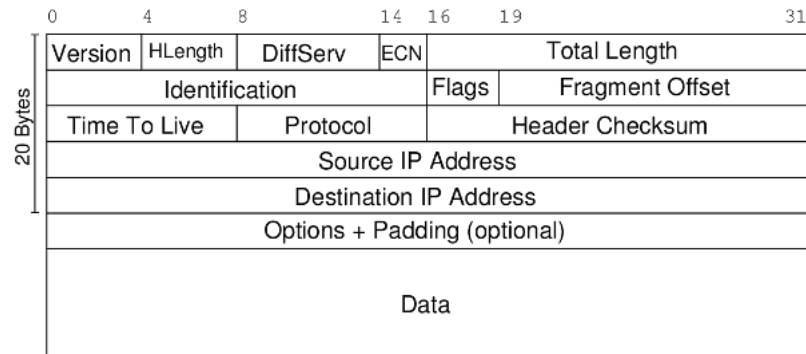 0 4 8 14 16 19 31
Version HLength DiffServ ECN Total Length
Identification Flags Fragment Offset
Time To Live Protocol Header Checksum
Source IP Address
Destination IP Address
20 Bytes
Options + Padding (optional)
Data